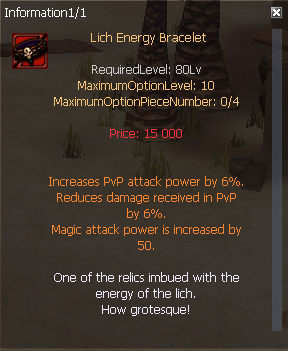 Information1/1
Lich Energy Bracelet
RequiredLevel: 80Lv
MaximumOptionLevel: 10
MaximumOptionPieceNumber: 0/4
Price: 15 000
Increases PvP attack power by 6%.
Reduces damage received in PvP
by 6%.
Magic attack power is increased by
50.
One of the relics imbued with the
energy of the lich.
How grotesque!